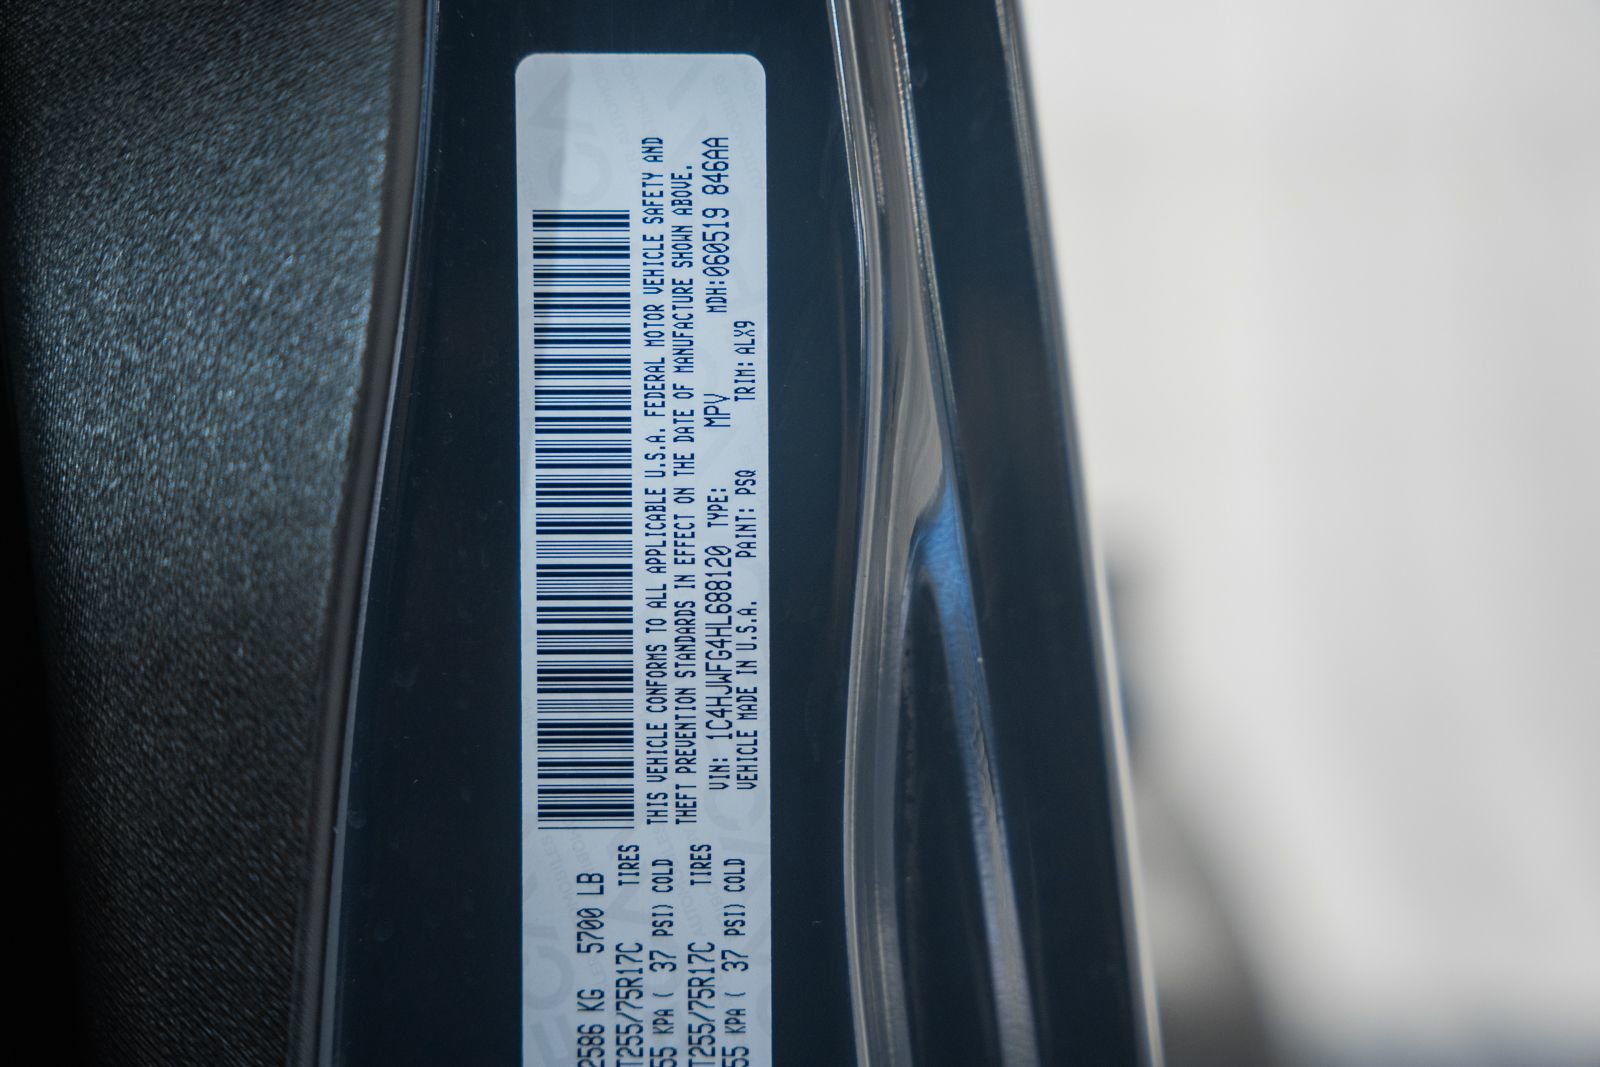 2586 KG 5700 LB
T255/75R17C TIRES
55 KPA ( 37 PSI) COLD
T255/75R17C TIRES
55 KPA ( 37 PSI) COLD
THIS VEHICLE CONFORMS TO ALL APPLICABLE U.S.A. FEDERAL MOTOR VEHICLE SAFETY AND
THEFT PREVENTION STANDARDS IN EFFECT ON THE DATE OF MANUFACTURE SHOWN ABOVE.
VIN: 1C4HJWFG4HL688120 TYPE: MPV MDH:060519 846AA
VEHICLE MADE IN U.S.A. PAINT: PSQ TRIM:ALX9